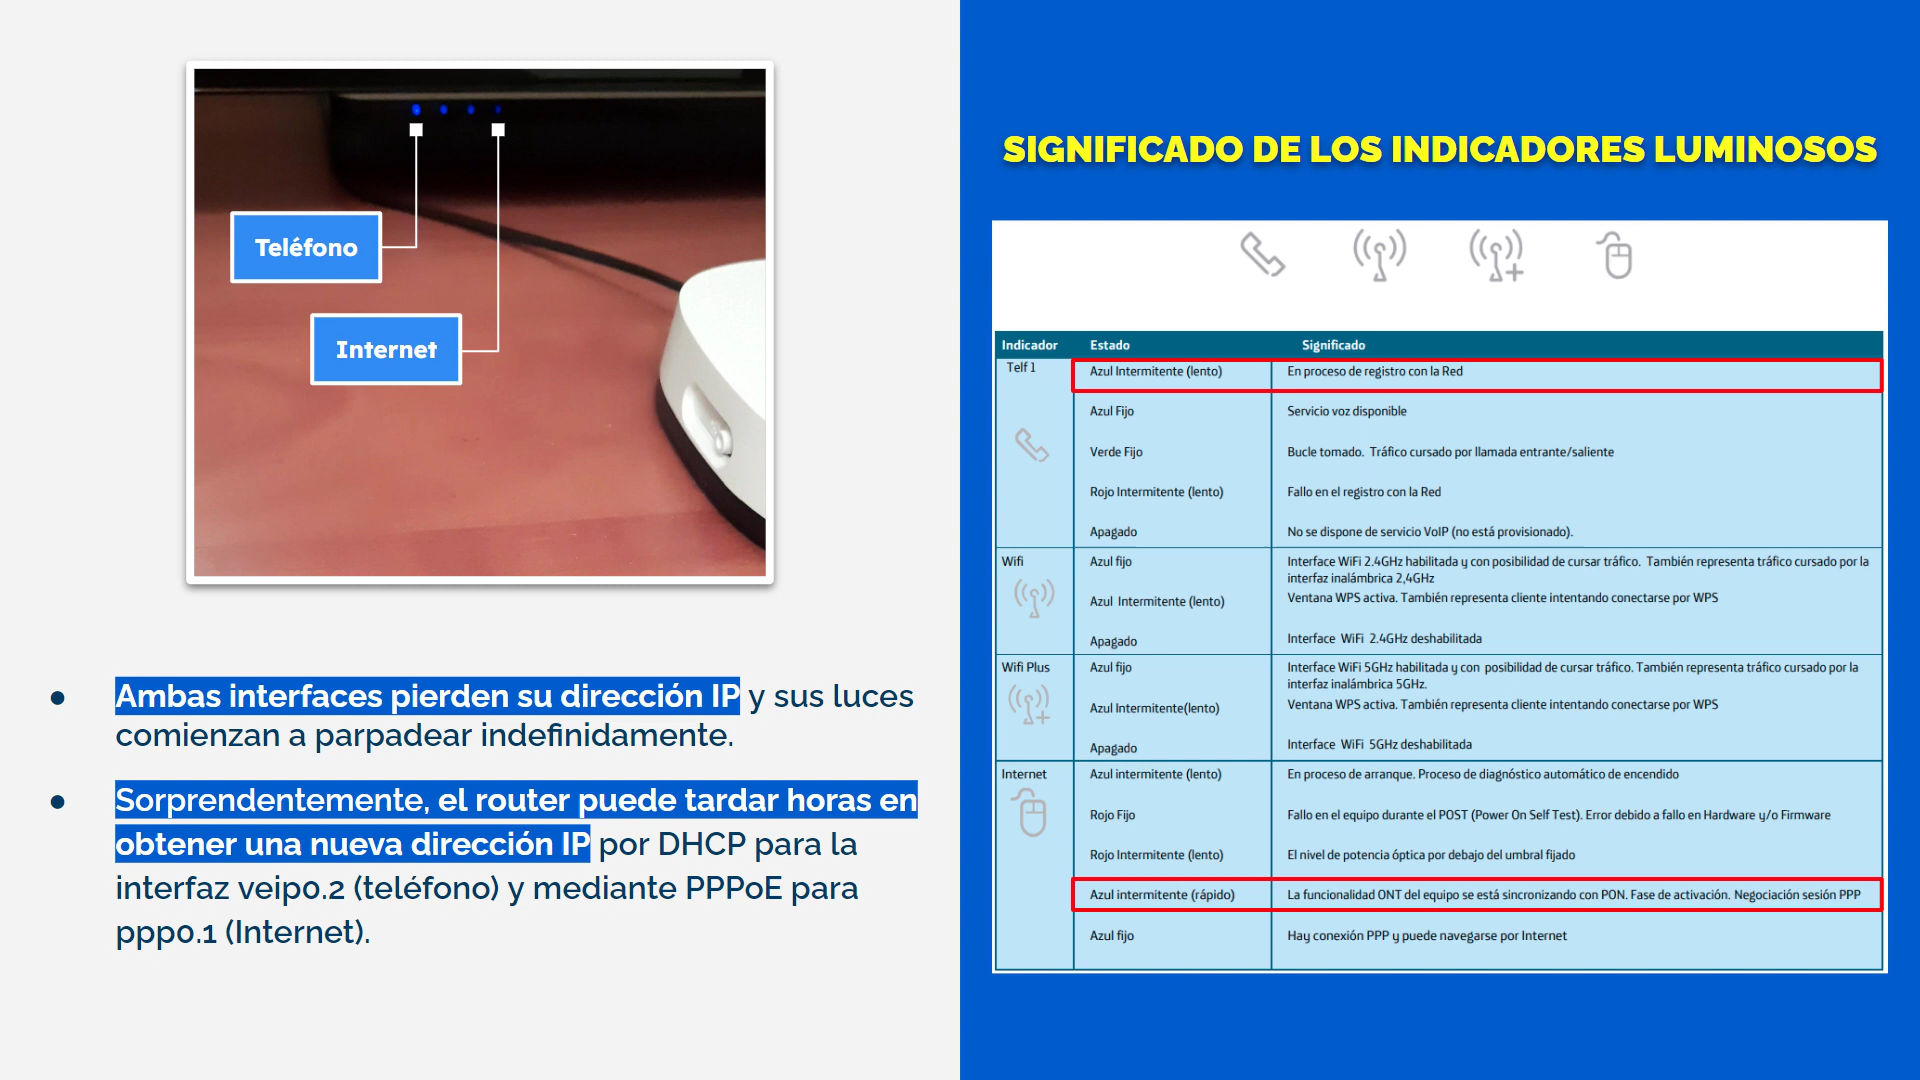 Teléfono
Internet
● Ambas interfaces pierden su dirección IP y sus luces
comienzan a parpadear indefinidamente.
● Sorprendentemente, el router puede tardar horas en
obtener una nueva dirección IP por DHCP para la
interfaz veip0.2 (teléfono) y mediante PPPoE para
ppp0.1 (Internet).
SIGNIFICADO DE LOS INDICADORES LUMINOSOS
Indicador Estado Significado
Telf 1 Azul Intermitente (lento) En proceso de registro con la Red
Azul Fijo Servicio voz disponible
Verde Fijo Bucle tomado. Tráfico cursado por llamada entrante/saliente
Rojo Intermitente (lento) Fallo en el registro con la Red
Apagado No se dispone de servicio VoIP (no está provisionado).
Wifi Azul fijo Interface WiFi 2.4GHz habilitada y con posibilidad de cursar tráfico. También representa tráfico cursado por la
interfaz inalámbrica 2,4GHz
Azul Intermitente (lento) Ventana WPS activa. También representa cliente intentando conectarse por WPS
Apagado Interface WiFi 2.4GHz deshabilitada
Wifi Plus Azul fijo Interface WiFi 5GHz habilitada y con posibilidad de cursar tráfico. También representa tráfico cursado por la
interfaz inalámbrica 5GHz.
Azul Intermitente(lento) Ventana WPS activa. También representa cliente intentando conectarse por WPS
Apagado Interface WiFi 5GHz deshabilitada
Internet Azul intermitente (lento) En proceso de arranque. Proceso de diagnóstico automático de encendido
Rojo Fijo Fallo en el equipo durante el POST (Power On Self Test). Error debido a fallo en Hardware y/o Firmware
Rojo Intermitente (lento) El nivel de potencia óptica por debajo del umbral fijado
Azul intermitente (rápido) La funcionalidad ONT del equipo se está sincronizando con PON. Fase de activación. Negociación sesión PPP
Azul fijo Hay conexión PPP y puede navegarse por Internet